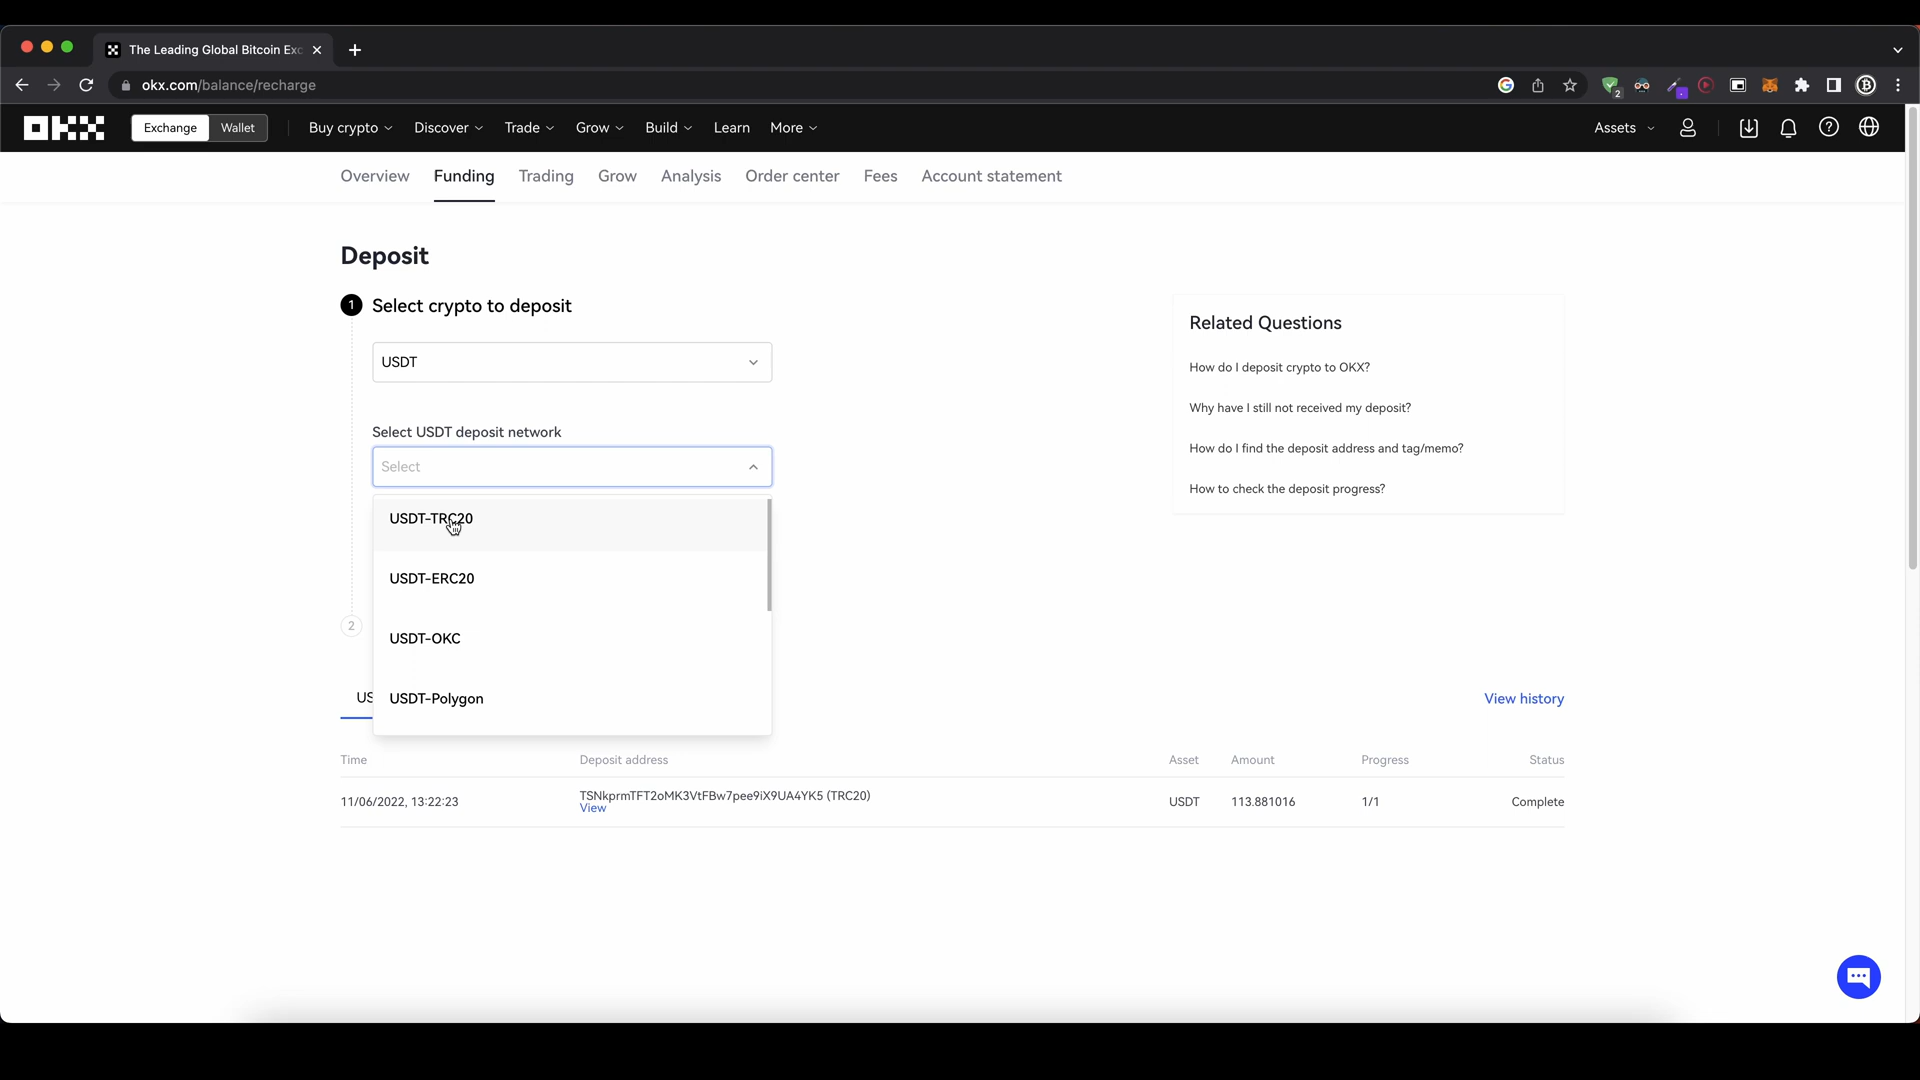 The Leading Global Bitcoin Exc
okx.com/balance/recharge
2
OKX
Exchange Wallet Buy crypto Discover Trade Grow Build Learn More Assets
Overview Funding Trading Grow Analysis Order center Fees Account statement
Deposit
1 Select crypto to deposit
USDT
Select USDT deposit network
Select
USDT-TRC20
USDT-ERC20
USDT-OKC
2
USDT-Polygon
US
Related Questions
How do I deposit crypto to OKX?
Why have I still not received my deposit?
How do I find the deposit address and tag/memo?
How to check the deposit progress?
View history
Time Deposit address Asset Amount Progress Status
11/06/2022, 13:22:23 TSNkprmTFT2oMK3VtFBw7pee9iX9UA4YK5 (TRC20) USDT 113.881016 1/1 Complete
View